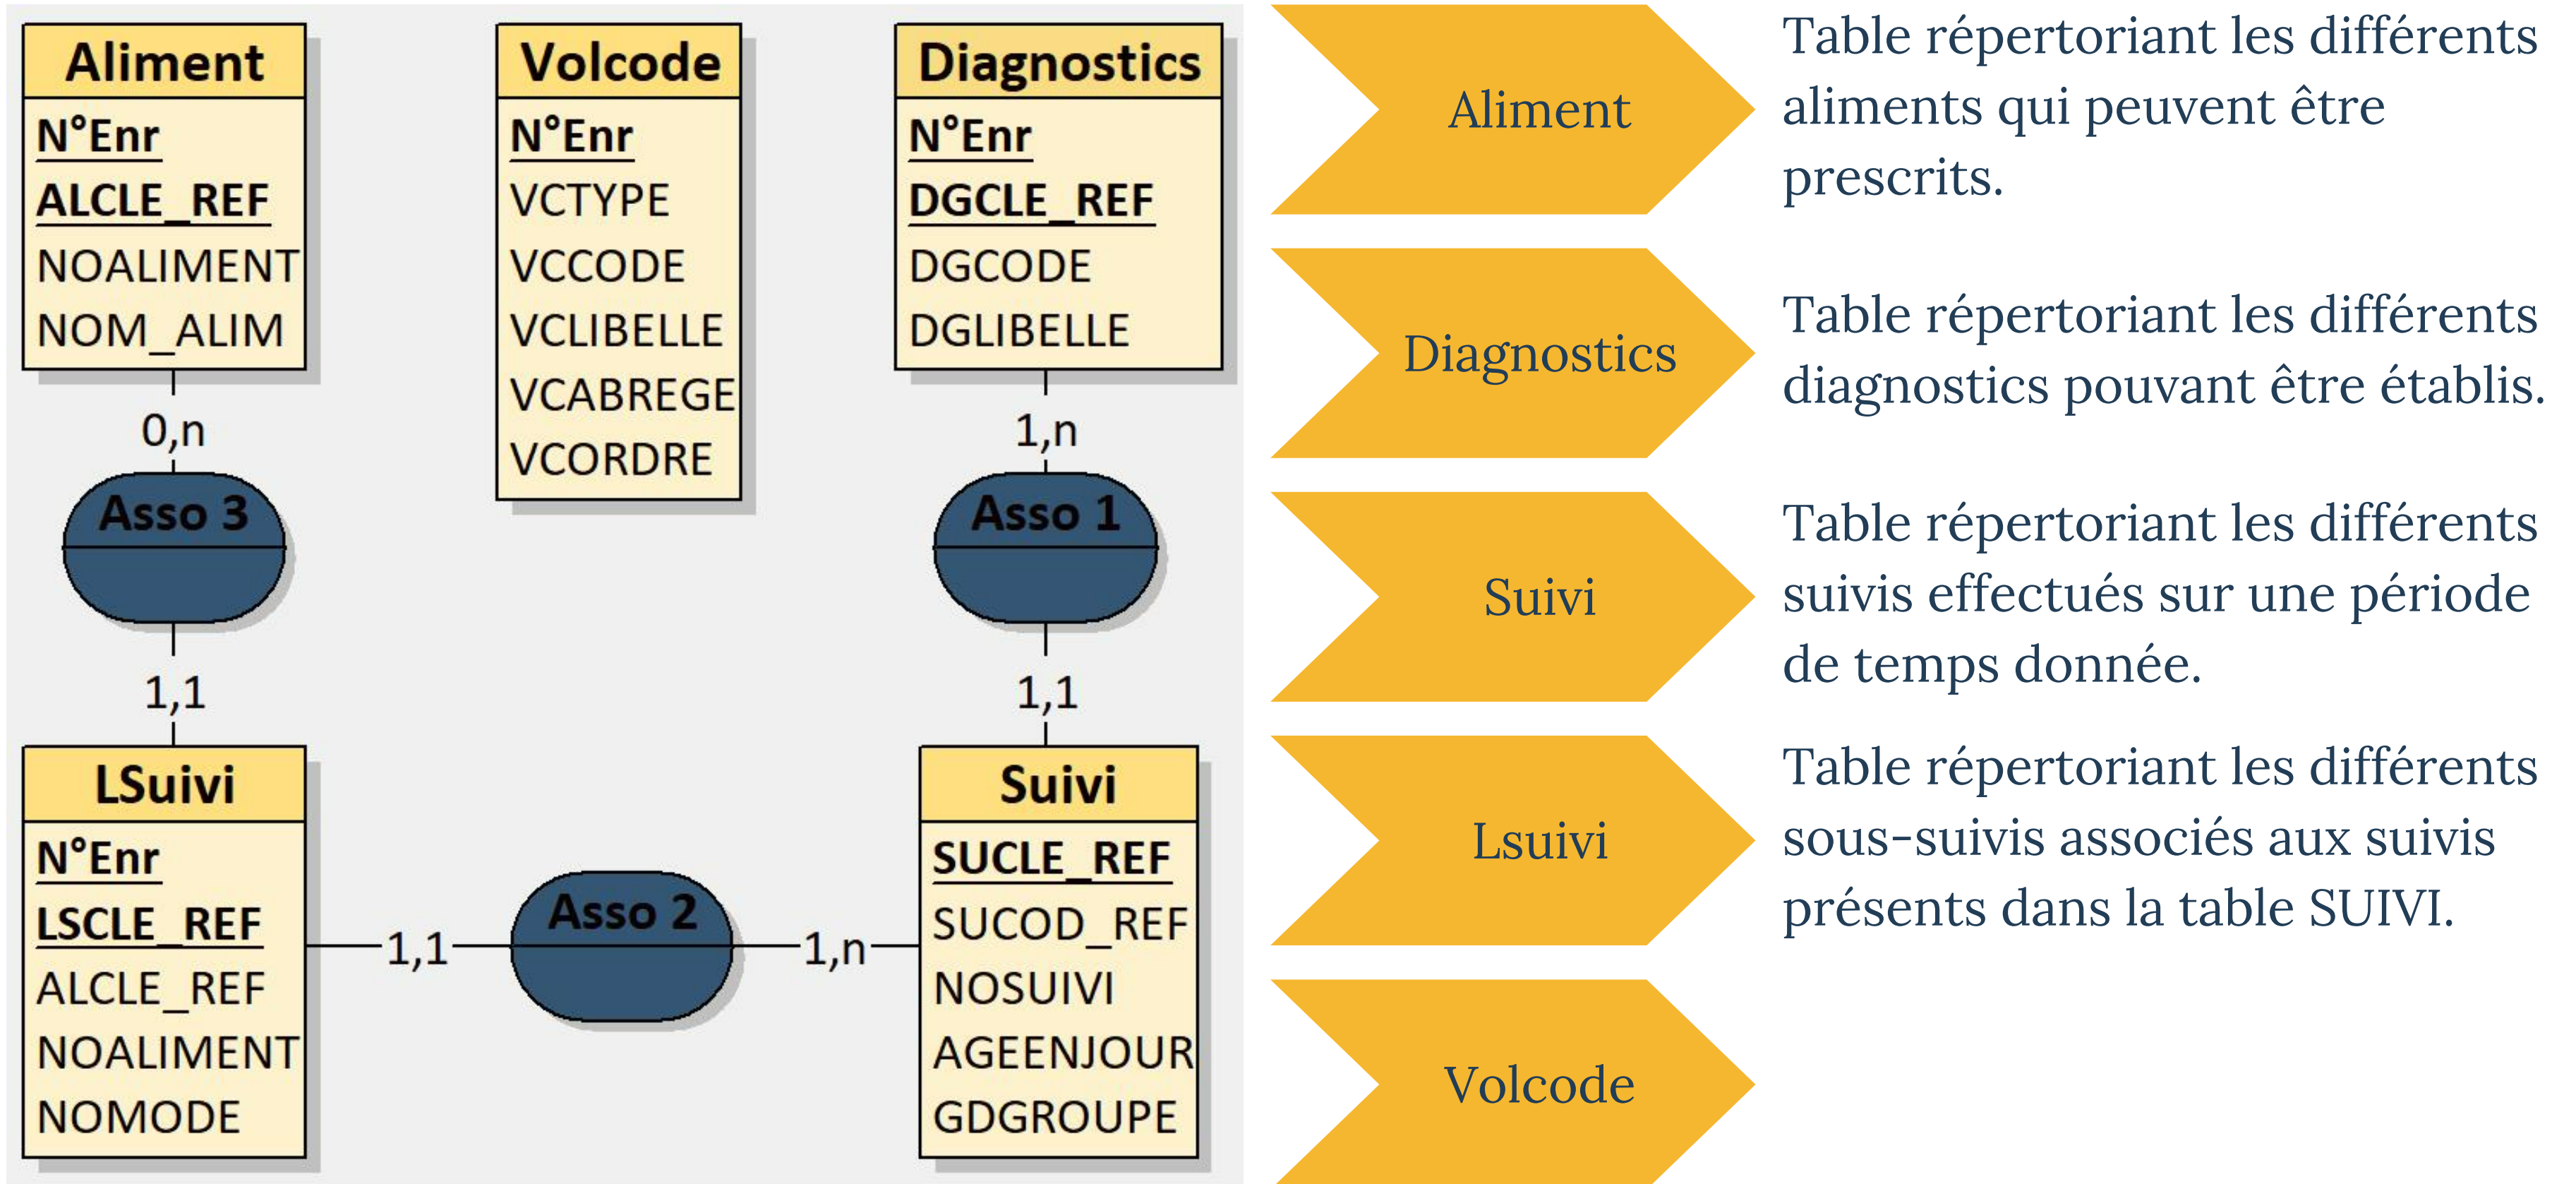 Aliment
N°Enr
ALCLE_REF
NOALIMENT
NOM_ALIM
Volcode
N°Enr
VCTYPE
VCCODE
VCLIBELLE
VCABREGE
VCORDRE
Diagnostics
N°Enr
DGCLE_REF
DGCODE
DGLIBELLE
0,n
1,n
Asso 3
Asso 1
1,1
1,1
LSuivi
N°Enr
LSCLE_REF
ALCLE_REF
NOALIMENT
NOMODE
1,1
Asso 2
1,n
Suivi
SUCLE_REF
SUCOD_REF
NOSUIVI
AGEENJOUR
GDGROUPE
Aliment
Table répertoriant les différents
aliments qui peuvent être
prescrits.
Diagnostics
Table répertoriant les différents
diagnostics pouvant être établis.
Suivi
Table répertoriant les différents
suivis effectués sur une période
de temps donnée.
Lsuivi
Table répertoriant les différents
sous-suivis associés aux suivis
présents dans la table SUIVI.
Volcode